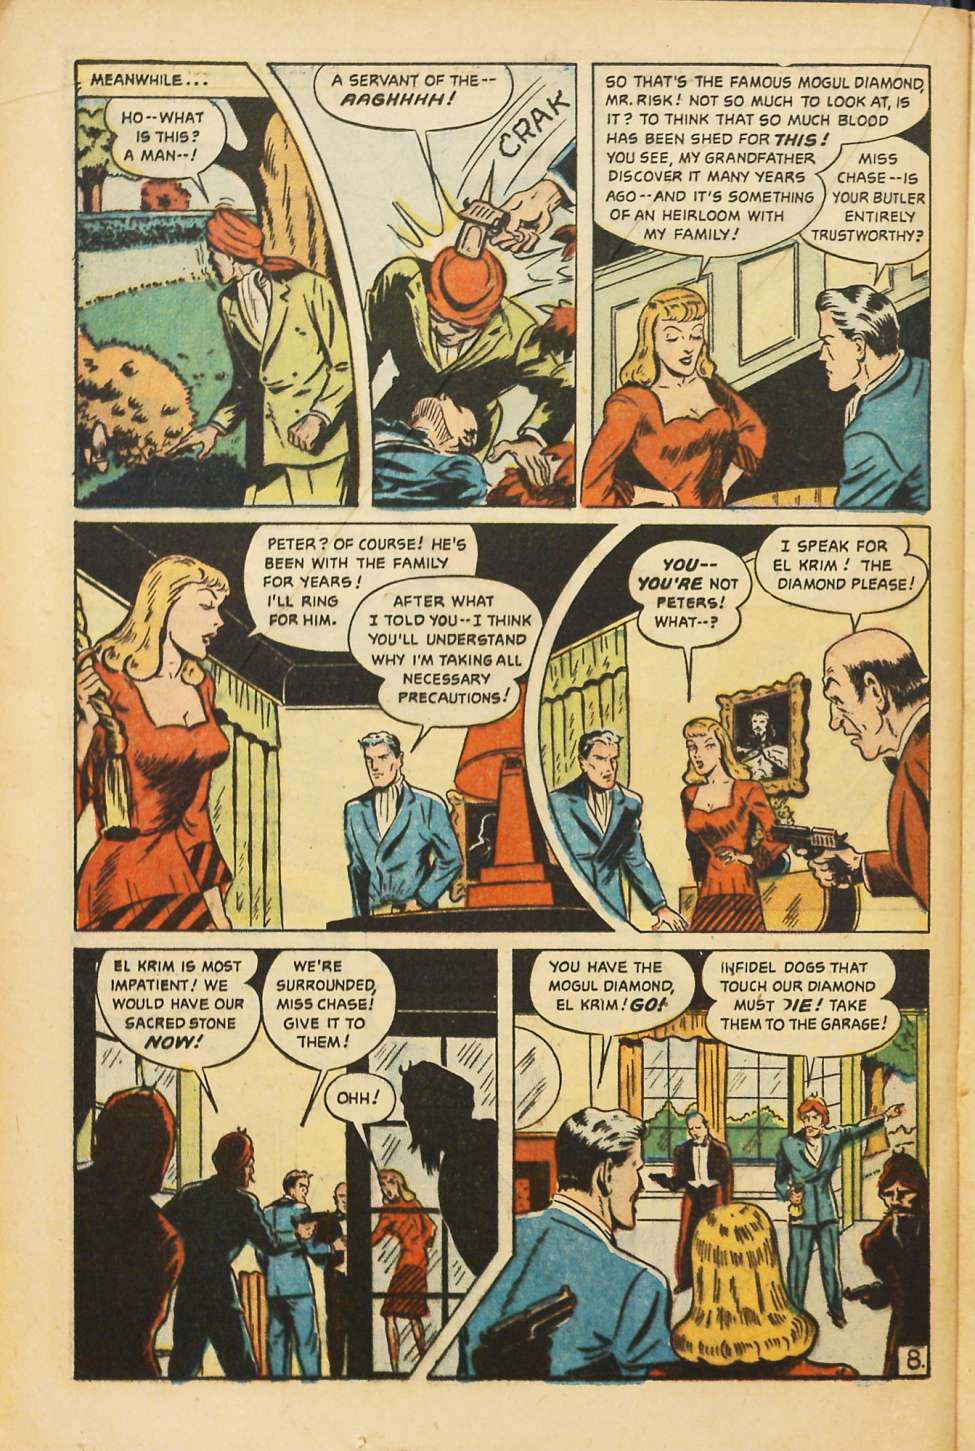 MEANWHILE...
HO--WHAT
IS THIS?
A MAN--!
A SERVANT OF THE--
AAGHHHH!
CRAK
SO THAT'S THE FAMOUS MOGUL DIAMOND,
MR. RISK! NOT SO MUCH TO LOOK AT, IS
IT? TO THINK THAT SO MUCH BLOOD
HAS BEEN SHED FOR THIS!
YOU SEE, MY GRANDFATHER
DISCOVER IT MANY YEARS
AGO--AND IT'S SOMETHING
OF AN HEIRLOOM WITH
MY FAMILY!
MISS
CHASE--IS
YOUR BUTLER
ENTIRELY
TRUSTWORTHY?
PETER? OF COURSE! HE'S
BEEN WITH THE FAMILY
FOR YEARS!
I'LL RING
FOR HIM.
AFTER WHAT
I TOLD YOU--I THINK
YOU'LL UNDERSTAND
WHY I'M TAKING ALL
NECESSARY
PRECAUTIONS!
YOU--
YOU'RE NOT
PETERS!
WHAT--?
I SPEAK FOR
EL KRIM! THE
DIAMOND PLEASE!
EL KRIM IS MOST
IMPATIENT! WE
WOULD HAVE OUR
SACRED STONE
NOW!
WE'RE
SURROUNDED,
MISS CHASE!
GIVE IT TO
THEM!
OHH!
YOU HAVE THE
MOGUL DIAMOND,
EL KRIM! GO!
INFIDEL DOGS THAT
TOUCH OUR DIAMOND
MUST DIE! TAKE
THEM TO THE GARAGE!
8.